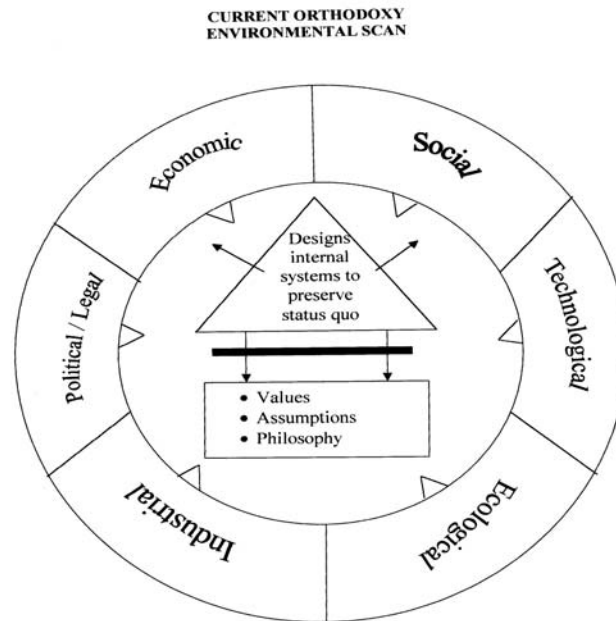 CURRENT ORTHODOXY
ENVIRONMENTAL SCAN
Economic
Social
Political / Legal
Technological
Designs
internal
systems to
preserve
status quo
• Values
• Assumptions
• Philosophy
Industrial
Ecological